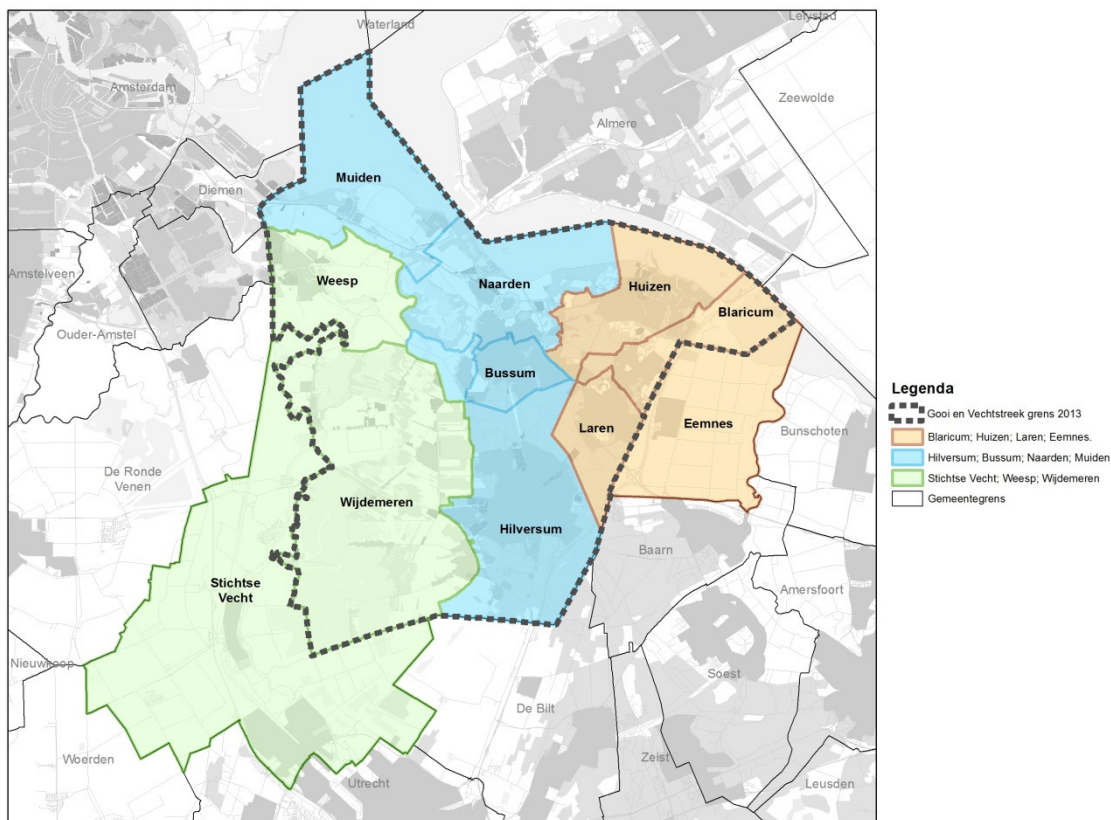 Waterland
Lelystad
Amsterdam
Zeewolde
Almere
Diemen
Muiden
Amstelveen
Weesp
Naarden
Huizen
Blaricum
Ouder-Amstel
Bussum
Legenda
Gooi en Vechtstreek grens 2013
Blaricum; Huizen; Laren; Eemnes.
Hilversum; Bussum; Naarden; Muiden
Stichtse Vecht; Weesp; Wijdemeren
Gemeentegrens
Laren
Eemnes
Bunschoten
De Ronde
Venen
Wijdemeren
Hilversum
Baarn
Stichtse
Vecht
Amersfoort
Nieuwkoop
Soest
De Bilt
Woerden
Utrecht
Zeist
Leusden